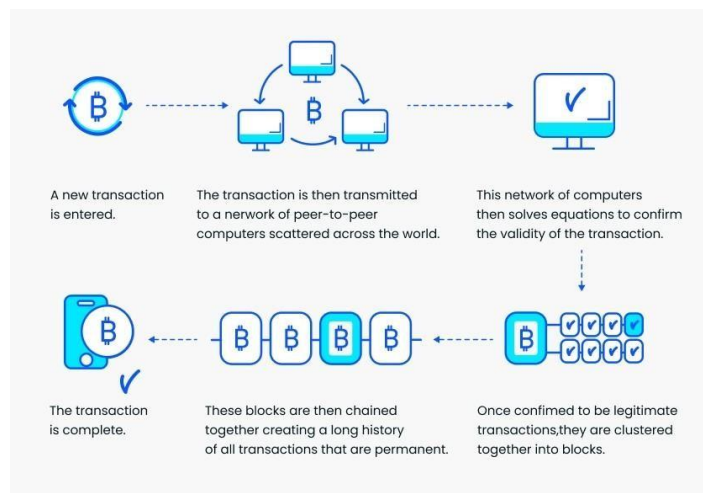 A new transaction
is entered.
The transaction is then transmitted
to a nerwork of peer-to-peer
computers scattered across the world.
This network of computers
then solves equations to confirm
the validity of the transaction.
Once confimed to be legitimate
transactions,they are clustered
together into blocks.
These blocks are then chained
together creating a long history
of all transactions that are permanent.
The transaction
is complete.